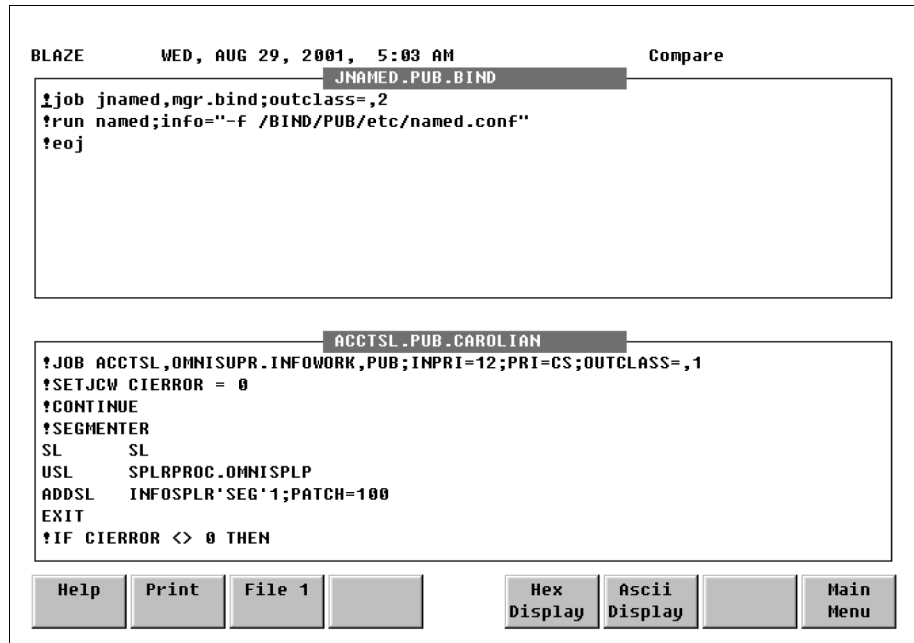 BLAZE WED, AUG 29, 2001, 5:03 AM Compare
JNAMED.PUB.BIND
!job jnamed,mgr.bind;outclass=,2
!run named;info="-f /BIND/PUB/etc/named.conf"
!eoj
ACCTSL.PUB.CAROLIAN
!JOB ACCTSL,OMNISUPR.INFOWORK,PUB;INPRI=12;PRI=CS;OUTCLASS=,1
!SETJCW CIERROR = 0
!CONTINUE
!SEGMENTER
SL SL
USL SPLRPROC.OMNISPLP
ADDSL INFOSPLR'SEG'1;PATCH=100
EXIT
!IF CIERROR <> 0 THEN
Help Print File 1 Hex Display Ascii Display Main Menu